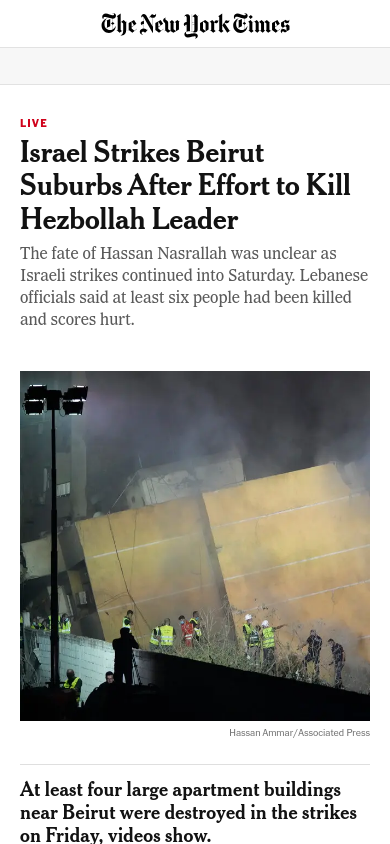 The New York Times
LIVE
Israel Strikes Beirut
Suburbs After Effort to Kill
Hezbollah Leader
The fate of Hassan Nasrallah was unclear as
Israeli strikes continued into Saturday. Lebanese
officials said at least six people had been killed
and scores hurt.
Hassan Ammar/Associated Press
At least four large apartment buildings
near Beirut were destroyed in the strikes
on Friday, videos show.